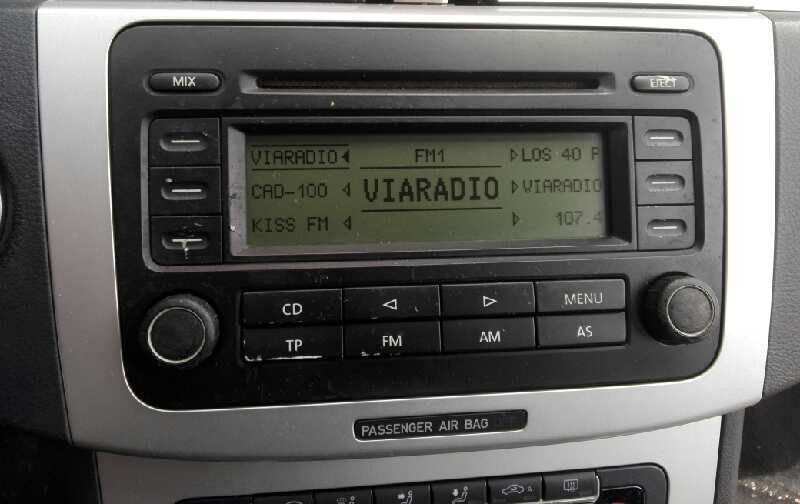 MIX
EJECT
VIARADIO FM1 LOS 40 P
CAD-100 VIARADIO VIARADIO
KISS FM 107.4
CD MENU
TP FM AM AS
PASSENGER AIR BAG
A